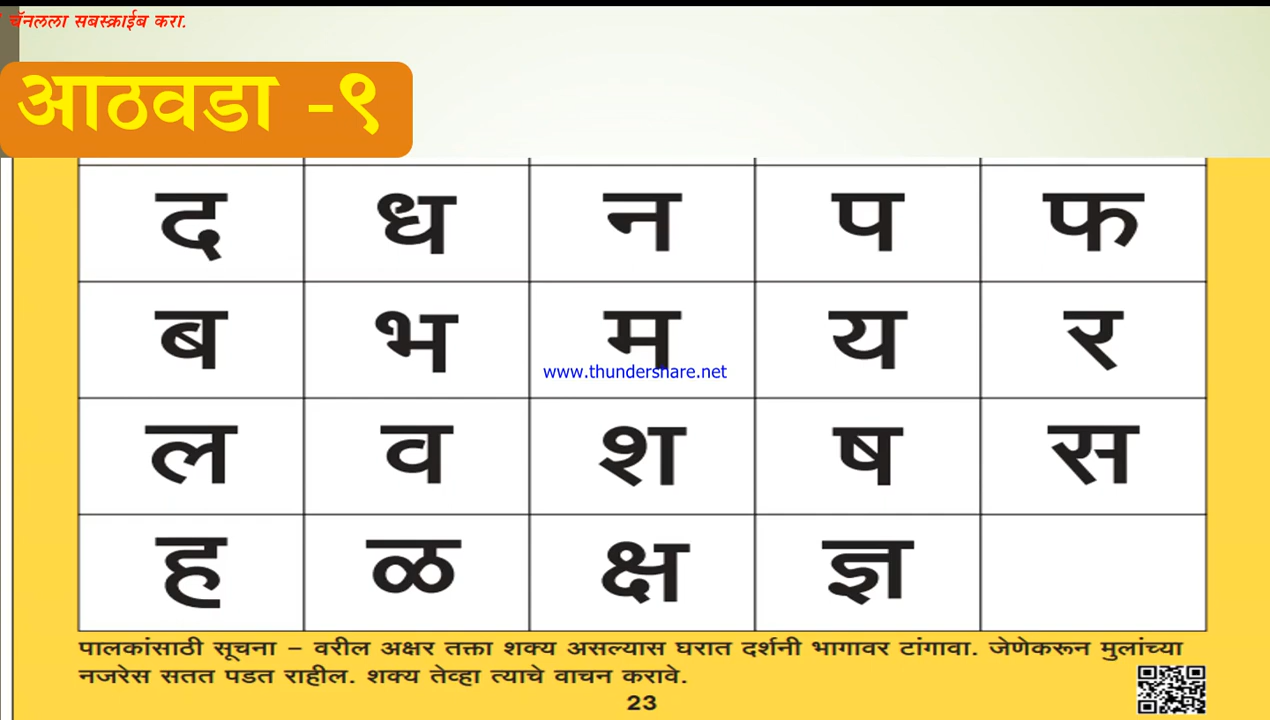 चॅनलला सबस्क्राईब करा.
आठवडा -९
द ध न प फ
ब भ म य र
www.thundershare.net
ल व श ष स
ह ळ क्ष ज्ञ
पालकांसाठी सूचना – वरील अक्षर तक्ता शक्य असल्यास घरात दर्शनी भागावर टांगावा. जेणेकरून मुलांच्या
नजरेस सतत पडत राहील. शक्य तेव्हा त्याचे वाचन करावे.
23